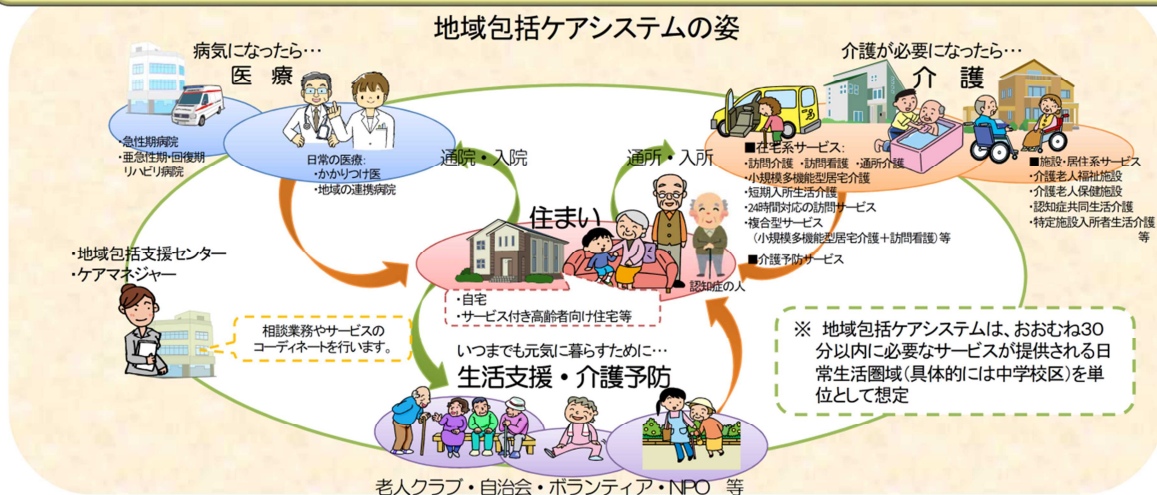 地域包括ケアシステムの姿
病気になったら…
医　療
介護が必要になったら…
介　護
・急性期病院
・亜急性期・回復期
リハビリ病院
日常の医療:
・かかりつけ医
・地域の連携病院
通院・入院
通所・入所
■在宅系サービス:
・訪問介護 ・訪問看護 ・通所介護
・小規模多機能型居宅介護
・短期入所生活介護
・24時間対応の訪問サービス
・複合型サービス
（小規模多機能型居宅介護＋訪問看護）等
■介護予防サービス
■施設・居住系サービス
・介護老人福祉施設
・介護老人保健施設
・認知症共同生活介護
・特定施設入所者生活介護
等
住まい
認知症の人
・自宅
・サービス付き高齢者向け住宅等
・地域包括支援センター
・ケアマネジャー
相談業務やサービスの
コーディネートを行います。
いつまでも元気に暮らすために…
生活支援・介護予防
※　地域包括ケアシステムは、おおむね30
分以内に必要なサービスが提供される日
常生活圏域（具体的には中学校区）を単
位として想定
老人クラブ・自治会・ボランティア・NPO　等